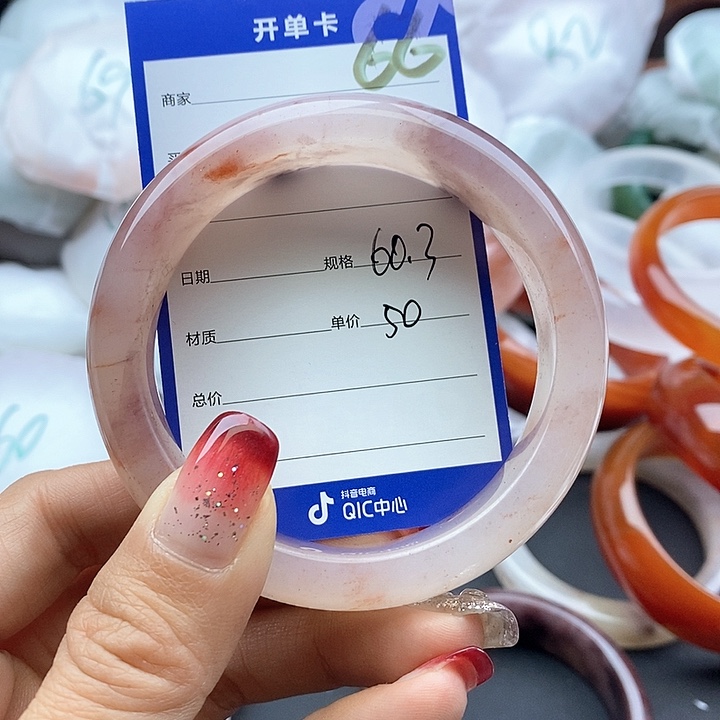 开单卡
66
商家
日期 规格 60.3
材质 单价 50
总价
抖音电商
QIC中心